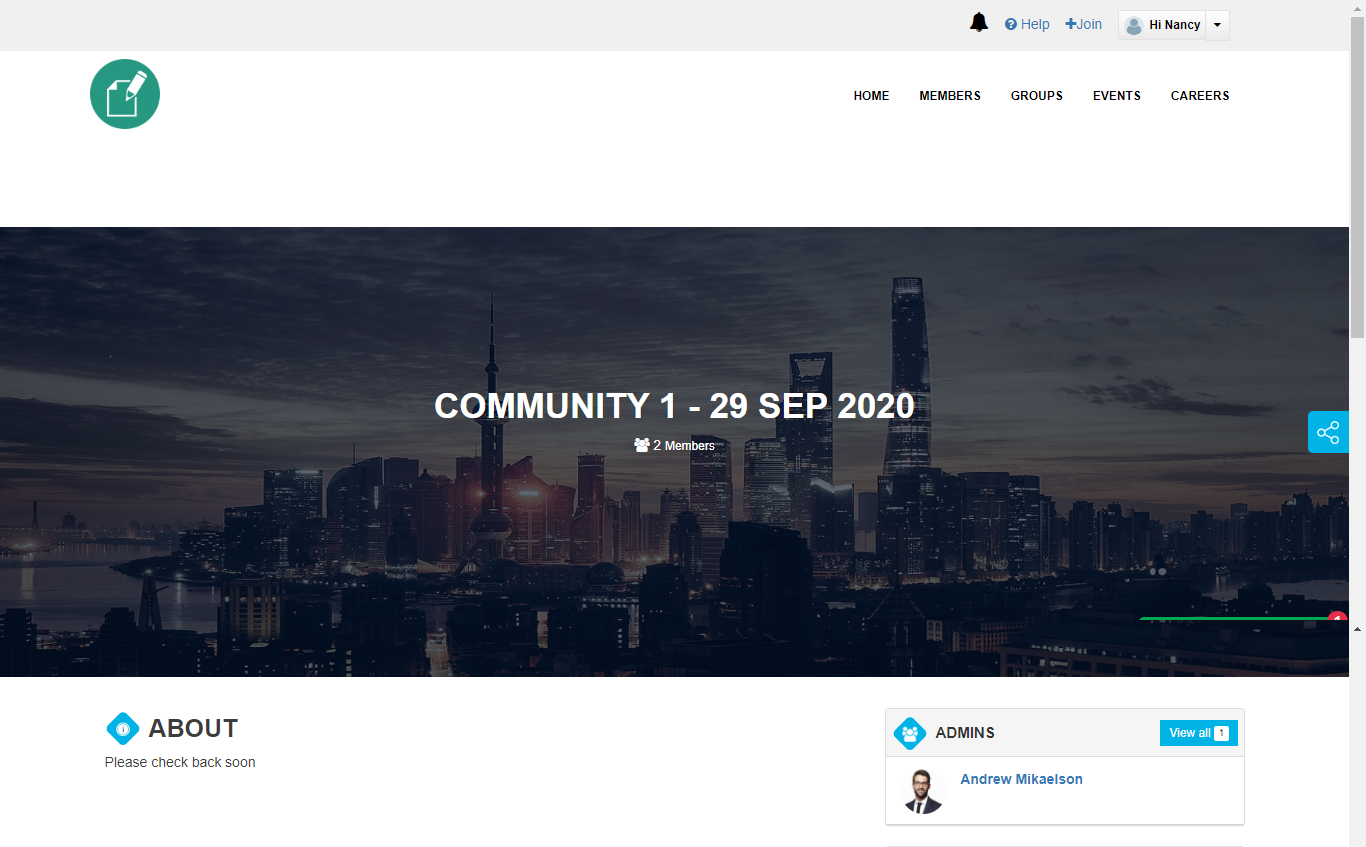 Help Join Hi Nancy
HOME MEMBERS GROUPS EVENTS CAREERS
COMMUNITY 1 - 29 SEP 2020
2 Members
ABOUT
Please check back soon
ADMINS View all 1
Andrew Mikaelson